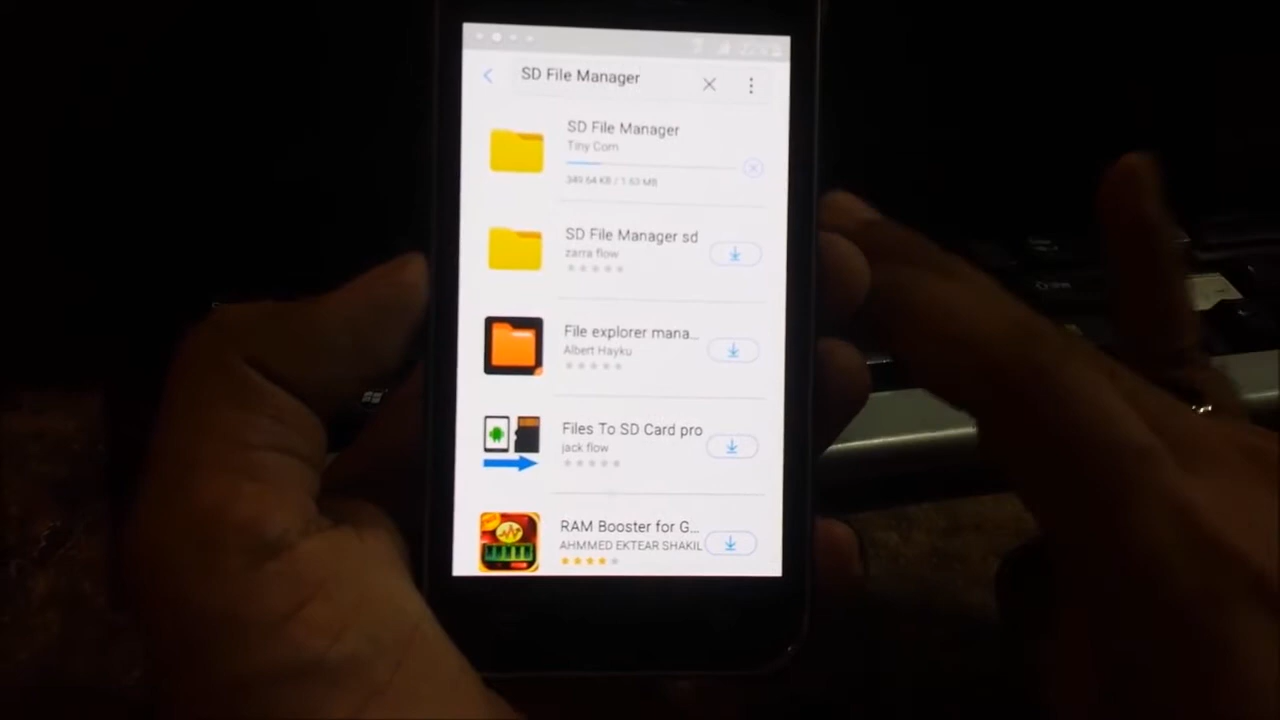 SD File Manager
SD File Manager
Tiny Com
349.64 KB / 1.63 MB
SD File Manager sd
zarra flow
File explorer mana...
Albert Hayku
Files To SD Card pro
jack flow
RAM Booster for G...
AHMMED EKTEAR SHAKIL